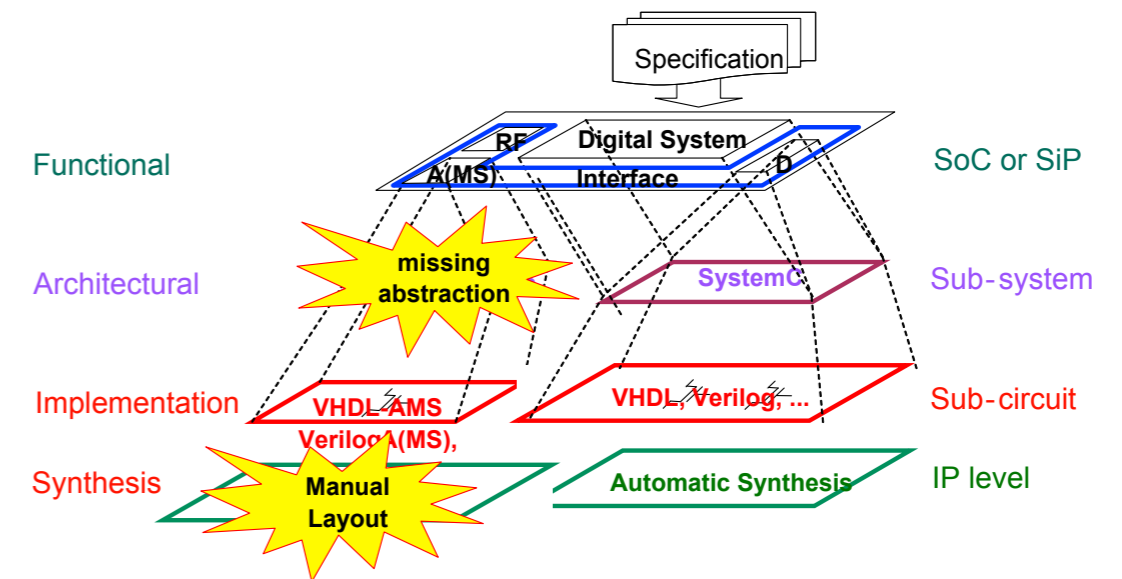 Specification
RF
Digital System
Functional
A(MS)
Interface
D
SoC or SiP
missing
abstraction
Architectural
SystemC
Sub-system
Implementation
VHDL-AMS
VerilogA(MS),
VHDL, Verilog, ...
Sub-circuit
Synthesis
Manual
Layout
Automatic Synthesis
IP level